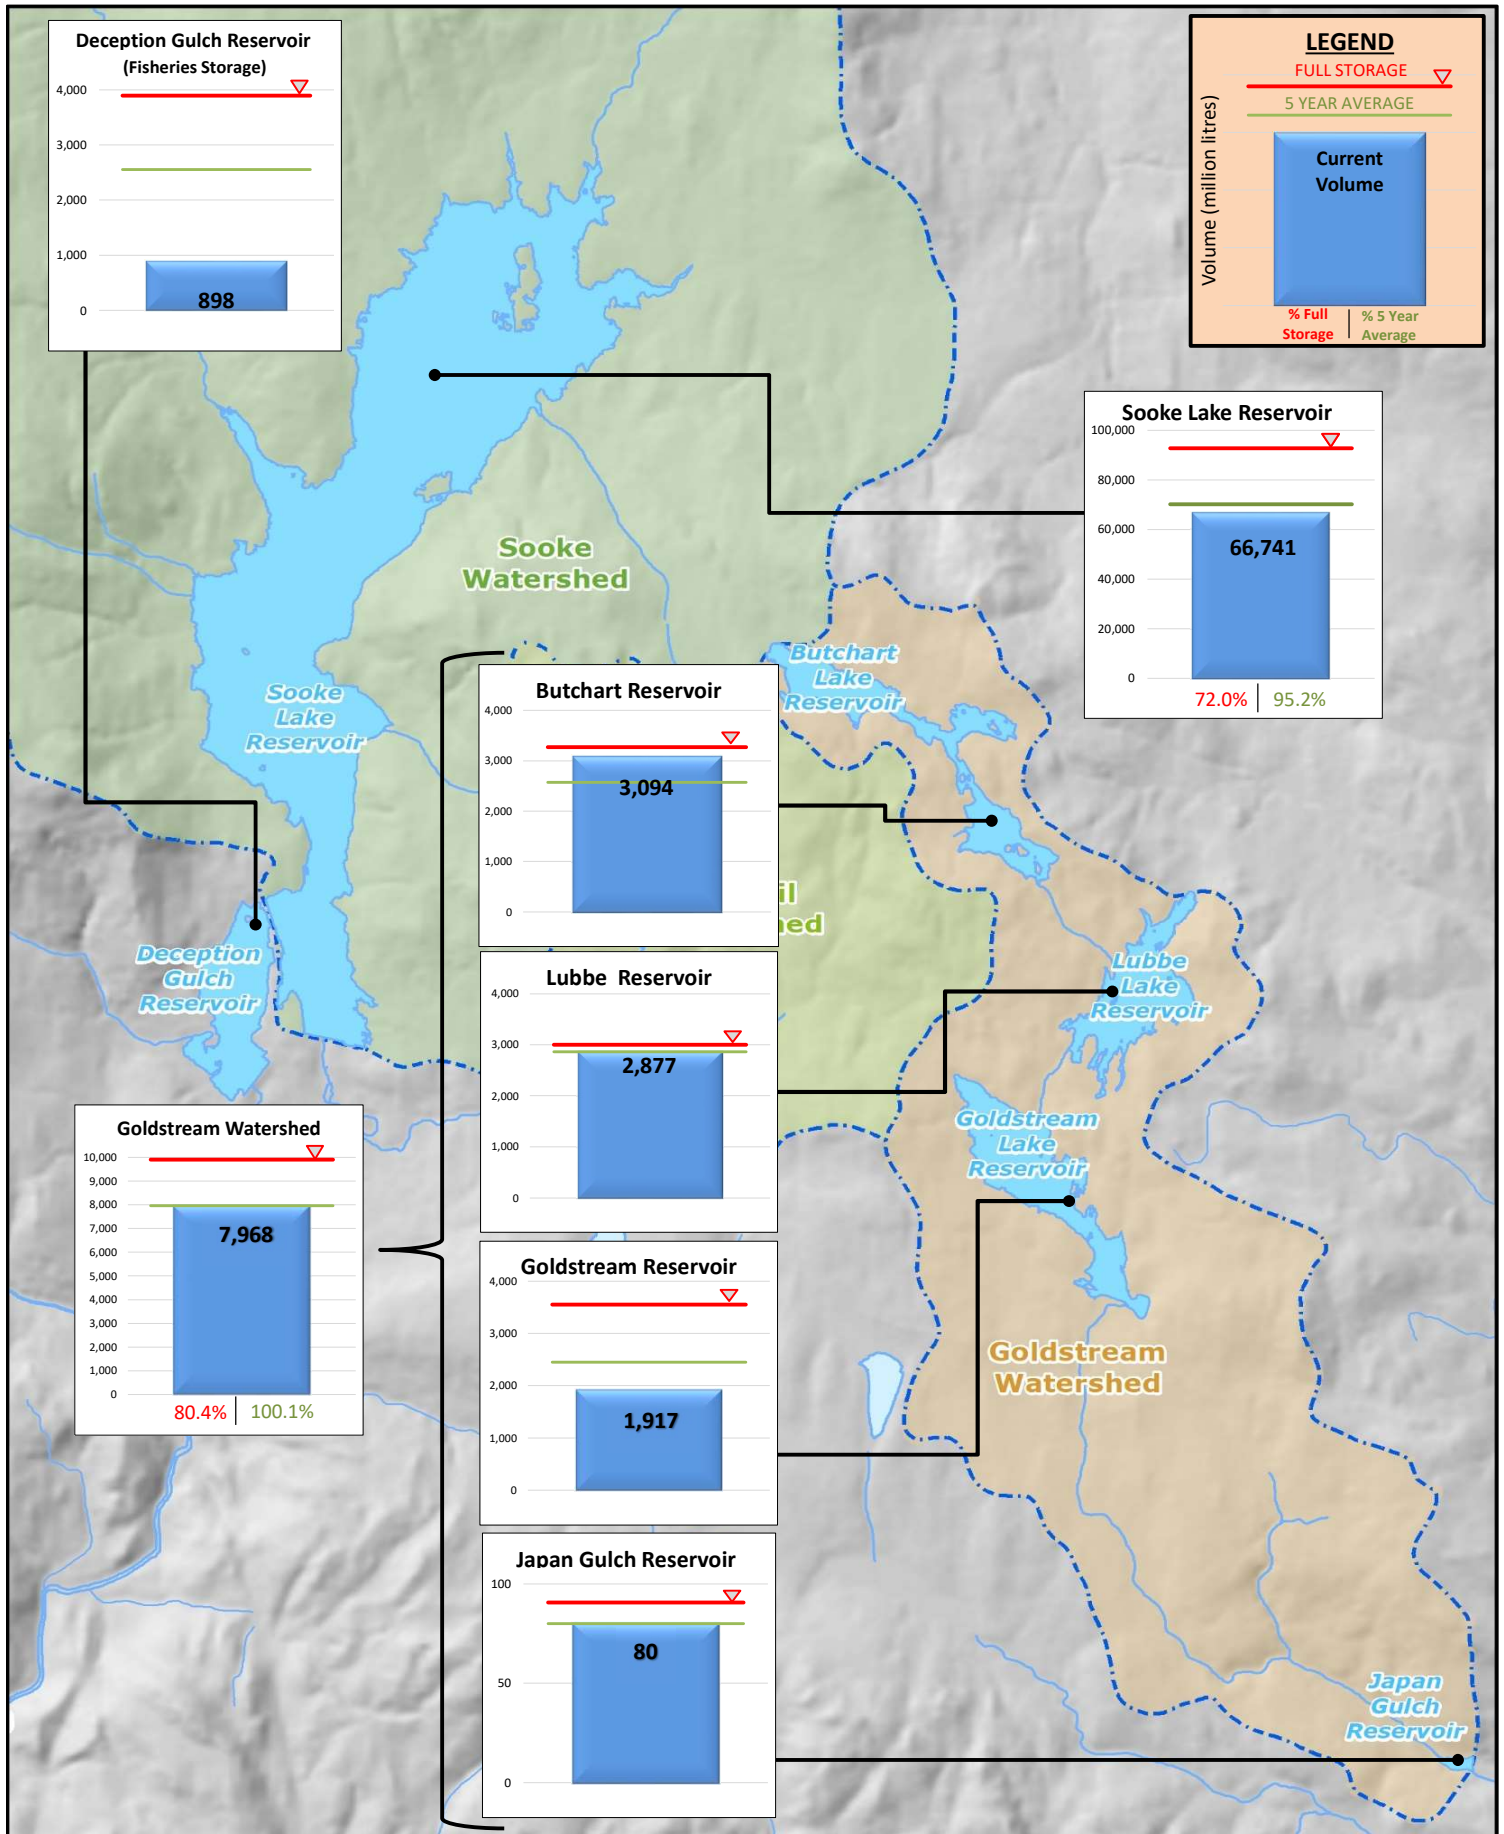 Deception Gulch Reservoir
(Fisheries Storage)
4,000
3,000
2,000
1,000
0
898
LEGEND
FULL STORAGE
5 YEAR AVERAGE
Volume (million litres)
Current
Volume
% Full
Storage
% 5 Year
Average
Sooke Lake Reservoir
100,000
80,000
60,000
40,000
20,000
0
66,741
72.0%
95.2%
Sooke
Watershed
Sooke
Lake
Reservoir
Butchart
Lake
Reservoir
Butchart Reservoir
4,000
3,000
2,000
1,000
0
3,094
il
ed
Deception
Gulch
Reservoir
Lubbe Reservoir
4,000
3,000
2,000
1,000
0
2,877
Lubbe
Lake
Reservoir
Goldstream Watershed
10,000
9,000
8,000
7,000
6,000
5,000
4,000
3,000
2,000
1,000
0
7,968
80.4%
100.1%
Goldstream
Lake
Reservoir
Goldstream Reservoir
4,000
3,000
2,000
1,000
0
1,917
Goldstream
Watershed
Japan Gulch Reservoir
100
50
0
80
Japan
Gulch
Reservoir